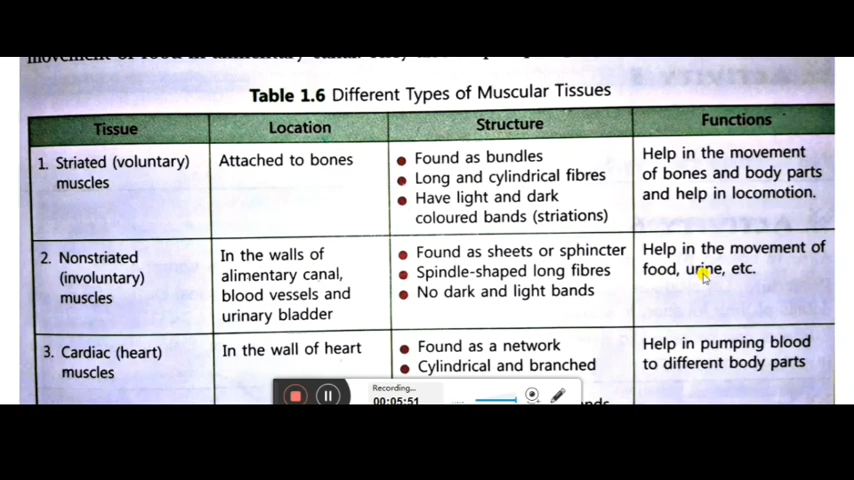 Table 1.6 Different Types of Muscular Tissues
Tissue
Location
Structure
Functions
1. Striated (voluntary)
muscles
Attached to bones
Found as bundles
Long and cylindrical fibres
Have light and dark
coloured bands (striations)
Help in the movement
of bones and body parts
and help in locomotion.
2. Nonstriated
(involuntary)
muscles
In the walls of
alimentary canal,
blood vessels and
urinary bladder
Found as sheets or sphincter
Spindle-shaped long fibres
No dark and light bands
Help in the movement of
food, urine, etc.
3. Cardiac (heart)
muscles
In the wall of heart
Found as a network
Cylindrical and branched
Help in pumping blood
to different body parts
Recording...
00:05:51